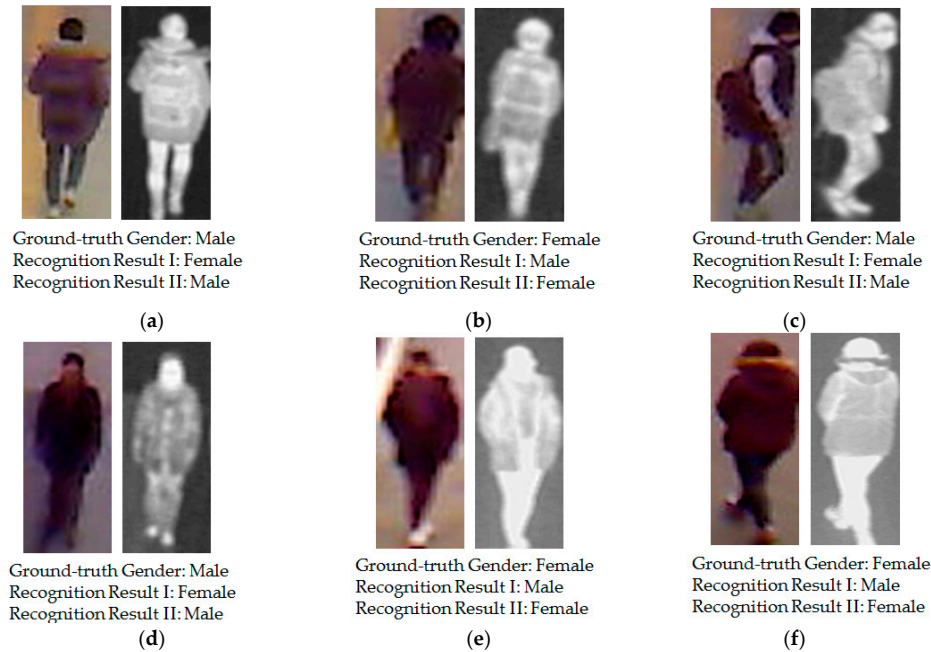 Ground-truth Gender: Male
Recognition Result I: Female
Recognition Result II: Male
(a)
Ground-truth Gender: Female
Recognition Result I: Male
Recognition Result II: Female
(b)
Ground-truth Gender: Male
Recognition Result I: Female
Recognition Result II: Male
(c)
Ground-truth Gender: Male
Recognition Result I: Female
Recognition Result II: Male
(d)
Ground-truth Gender: Female
Recognition Result I: Male
Recognition Result II: Female
(e)
Ground-truth Gender: Female
Recognition Result I: Male
Recognition Result II: Female
(f)